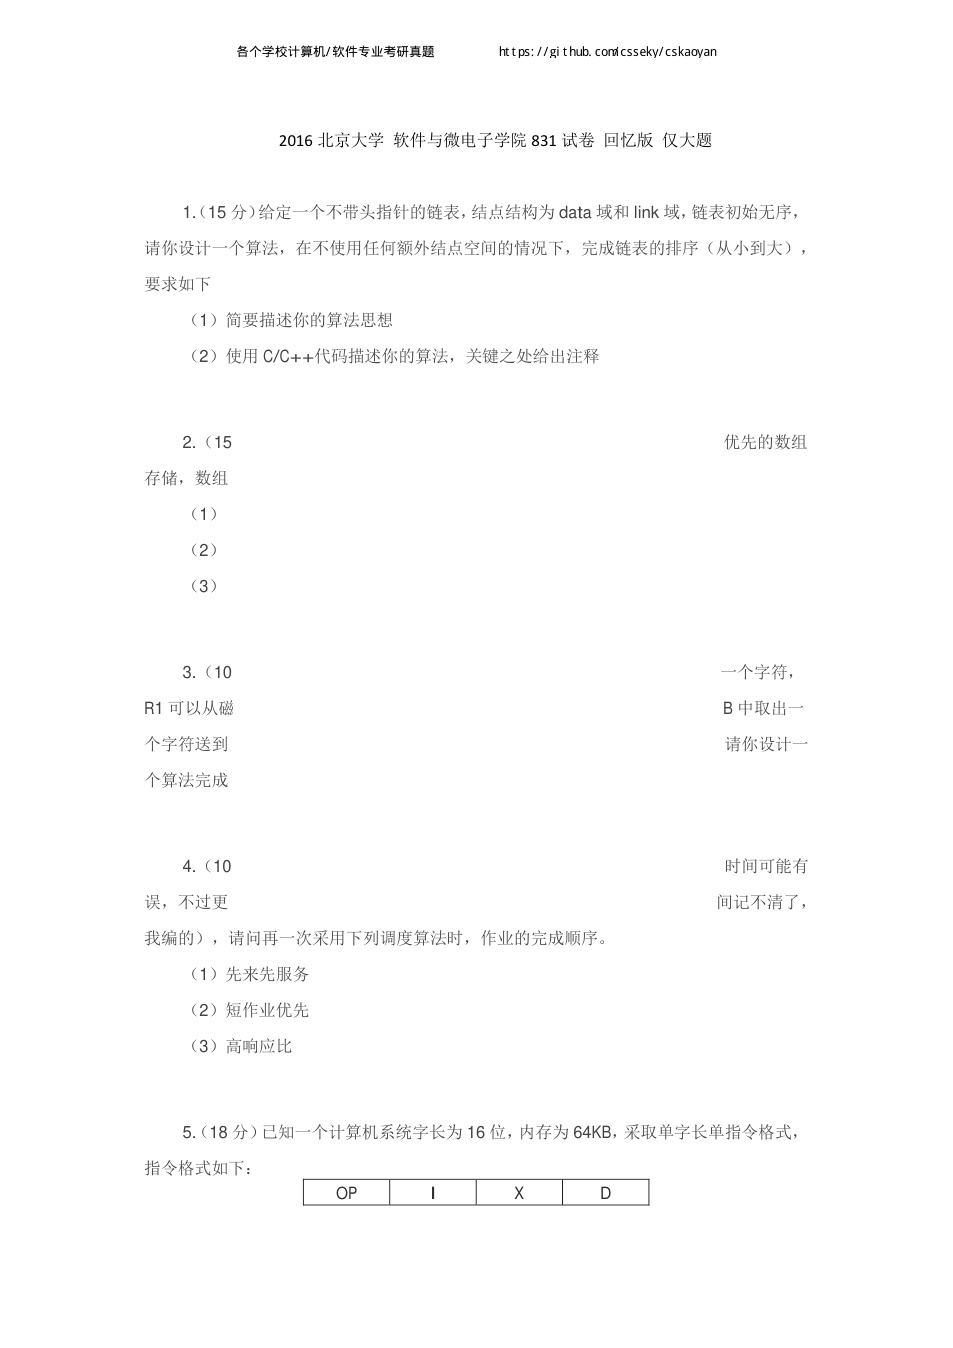 各个学校计算机/软件专业考研真题 https://github.com/csseky/cskaoyan
2016 北京大学 软件与微电子学院 831 试卷 回忆版 仅大题
1.（15 分）给定一个不带头指针的链表，结点结构为 data 域和 link 域，链表初始无序，
请你设计一个算法，在不使用任何额外结点空间的情况下，完成链表的排序（从小到大），
要求如下
（1）简要描述你的算法思想
（2）使用 C/C++代码描述你的算法，关键之处给出注释
2.（15 优先的数组
存储，数组
（1）
（2）
（3）
3.（10 一个字符，
R1 可以从磁 B 中取出一
个字符送到 请你设计一
个算法完成
4.（10 时间可能有
误，不过更 间记不清了，
我编的），请问再一次采用下列调度算法时，作业的完成顺序。
（1）先来先服务
（2）短作业优先
（3）高响应比
5.（18 分）已知一个计算机系统字长为 16 位，内存为 64KB，采取单字长单指令格式，
指令格式如下：
OP I X D